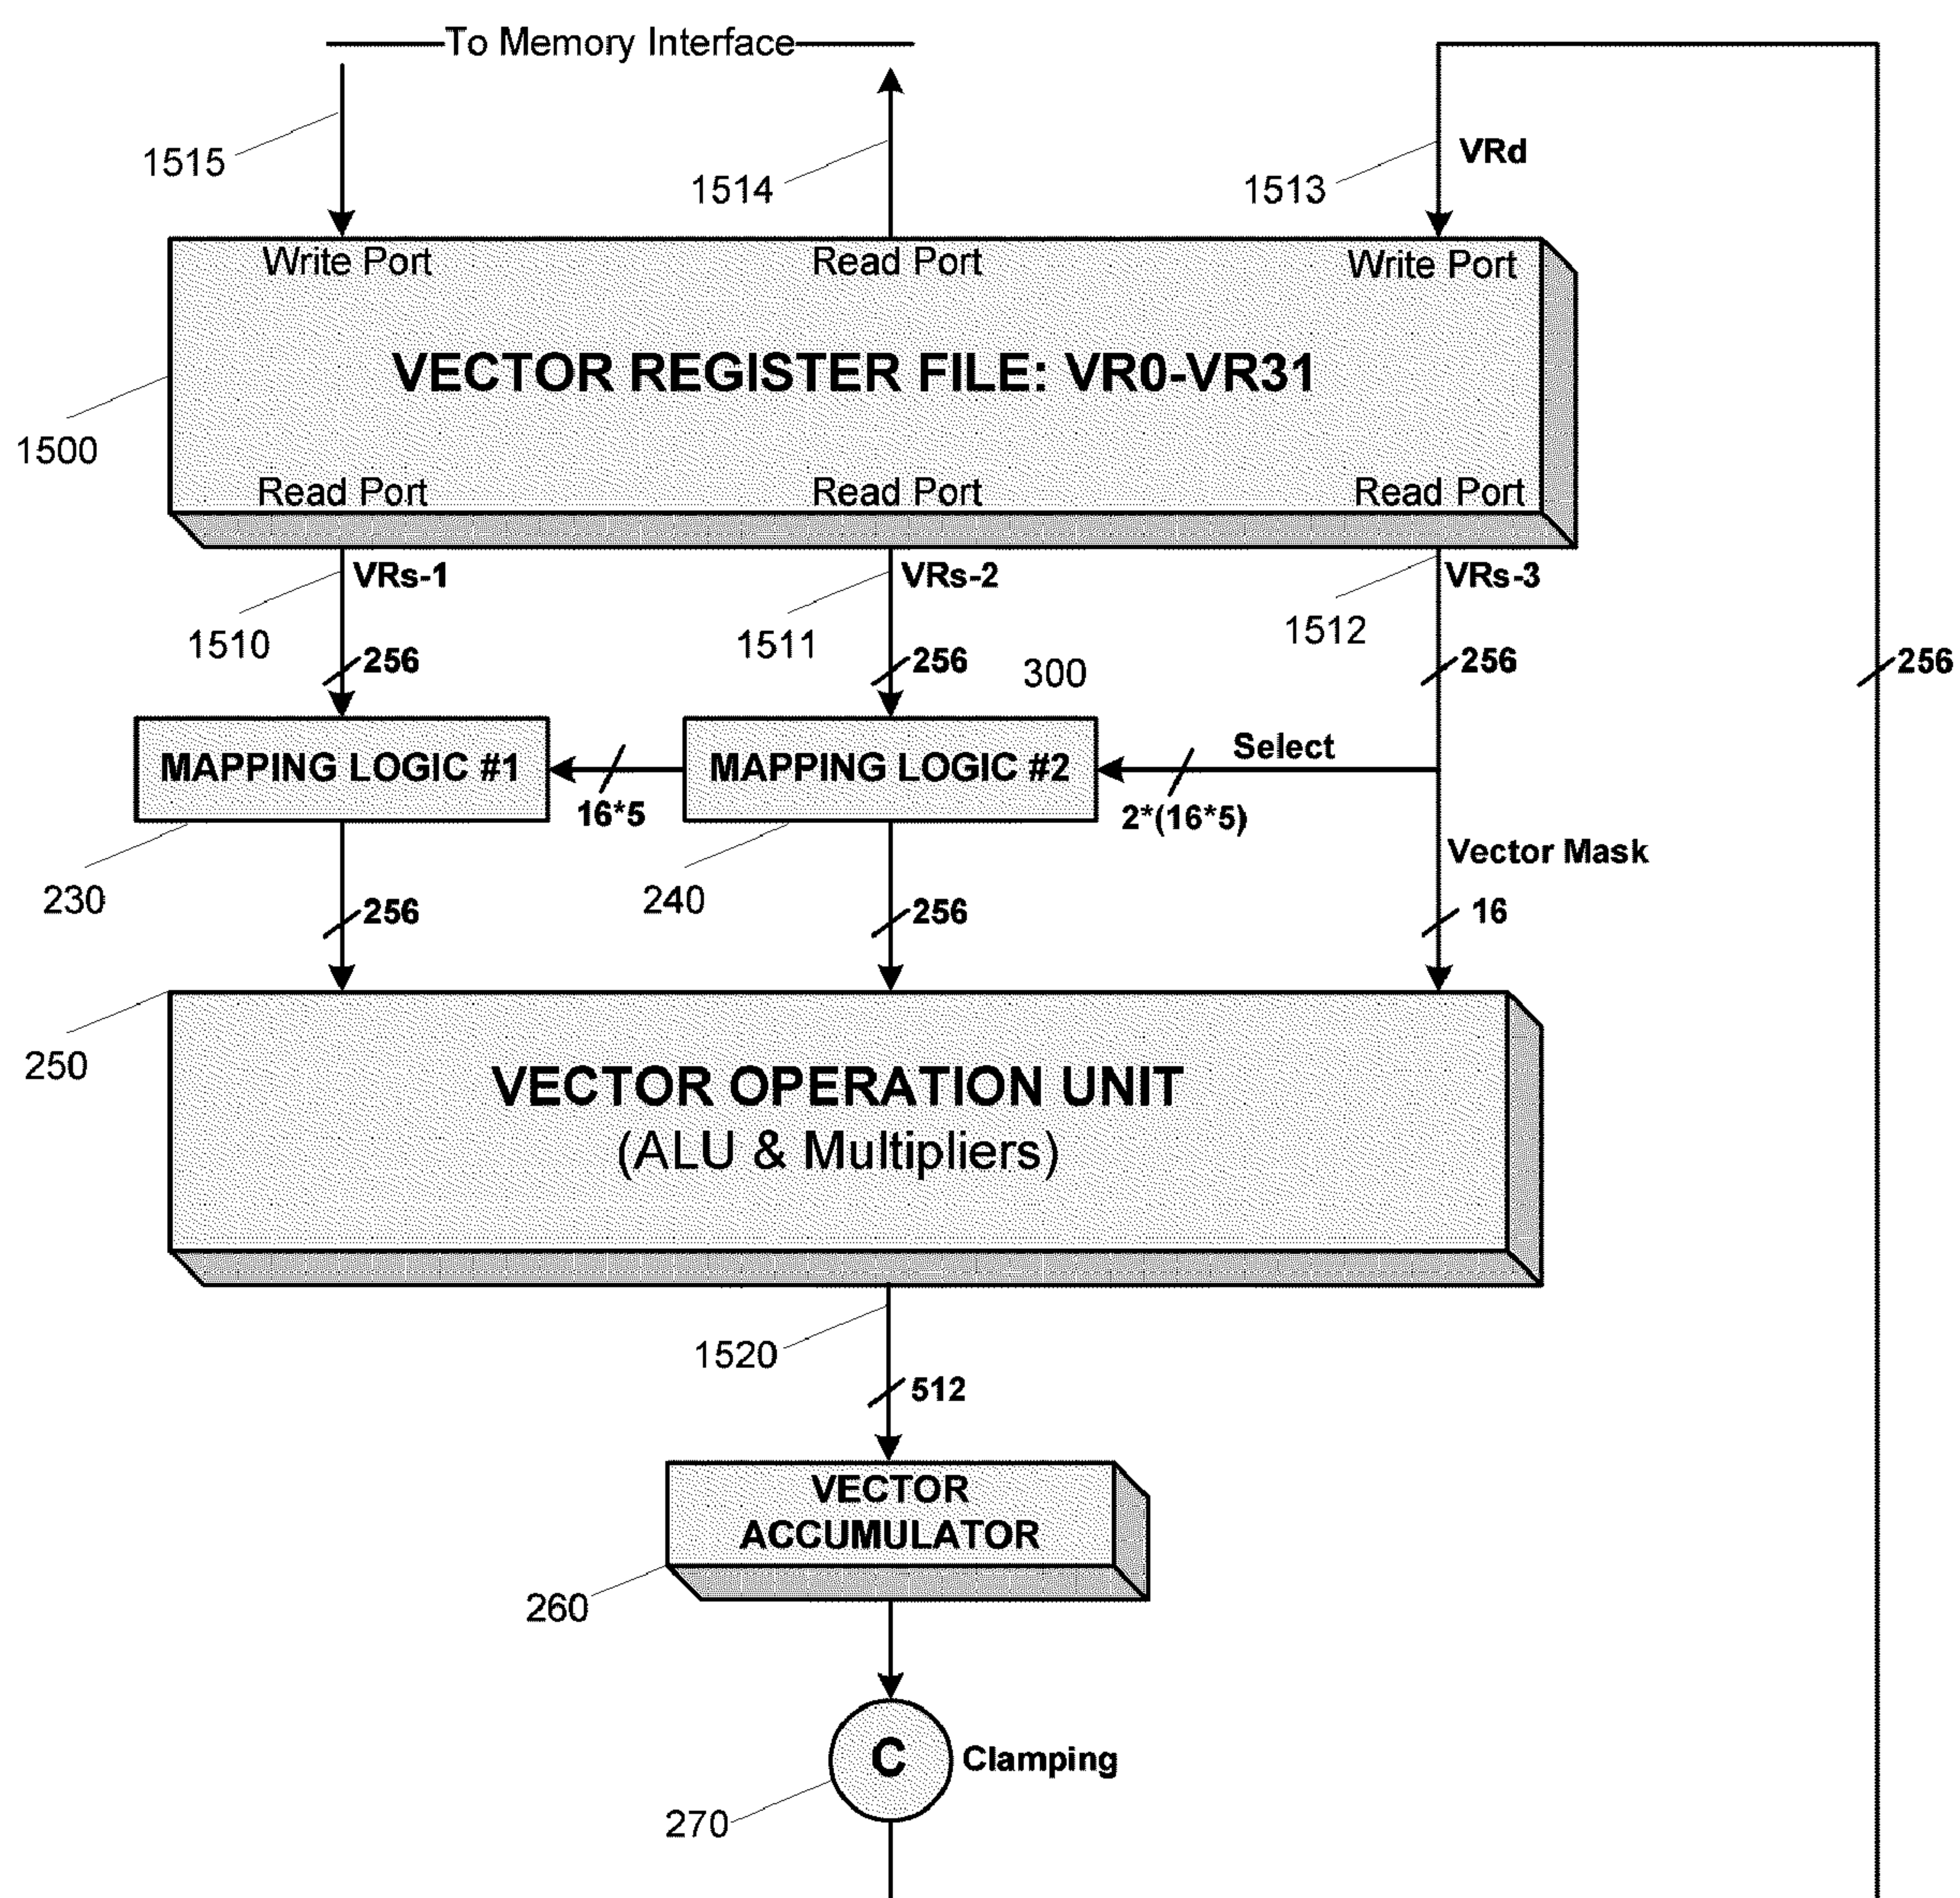 To Memory Interface
1515
1514
1513
VRd
Write Port
Read Port
Write Port
VECTOR REGISTER FILE: VR0-VR31
1500
Read Port
Read Port
Read Port
VRs-1
VRs-2
VRs-3
1510
1511
1512
256
256
300
256
256
MAPPING LOGIC #1
MAPPING LOGIC #2
Select
16*5
2*(16*5)
Vector Mask
230
240
256
256
16
250
VECTOR OPERATION UNIT
(ALU & Multipliers)
1520
512
VECTOR
ACCUMULATOR
260
C
Clamping
270